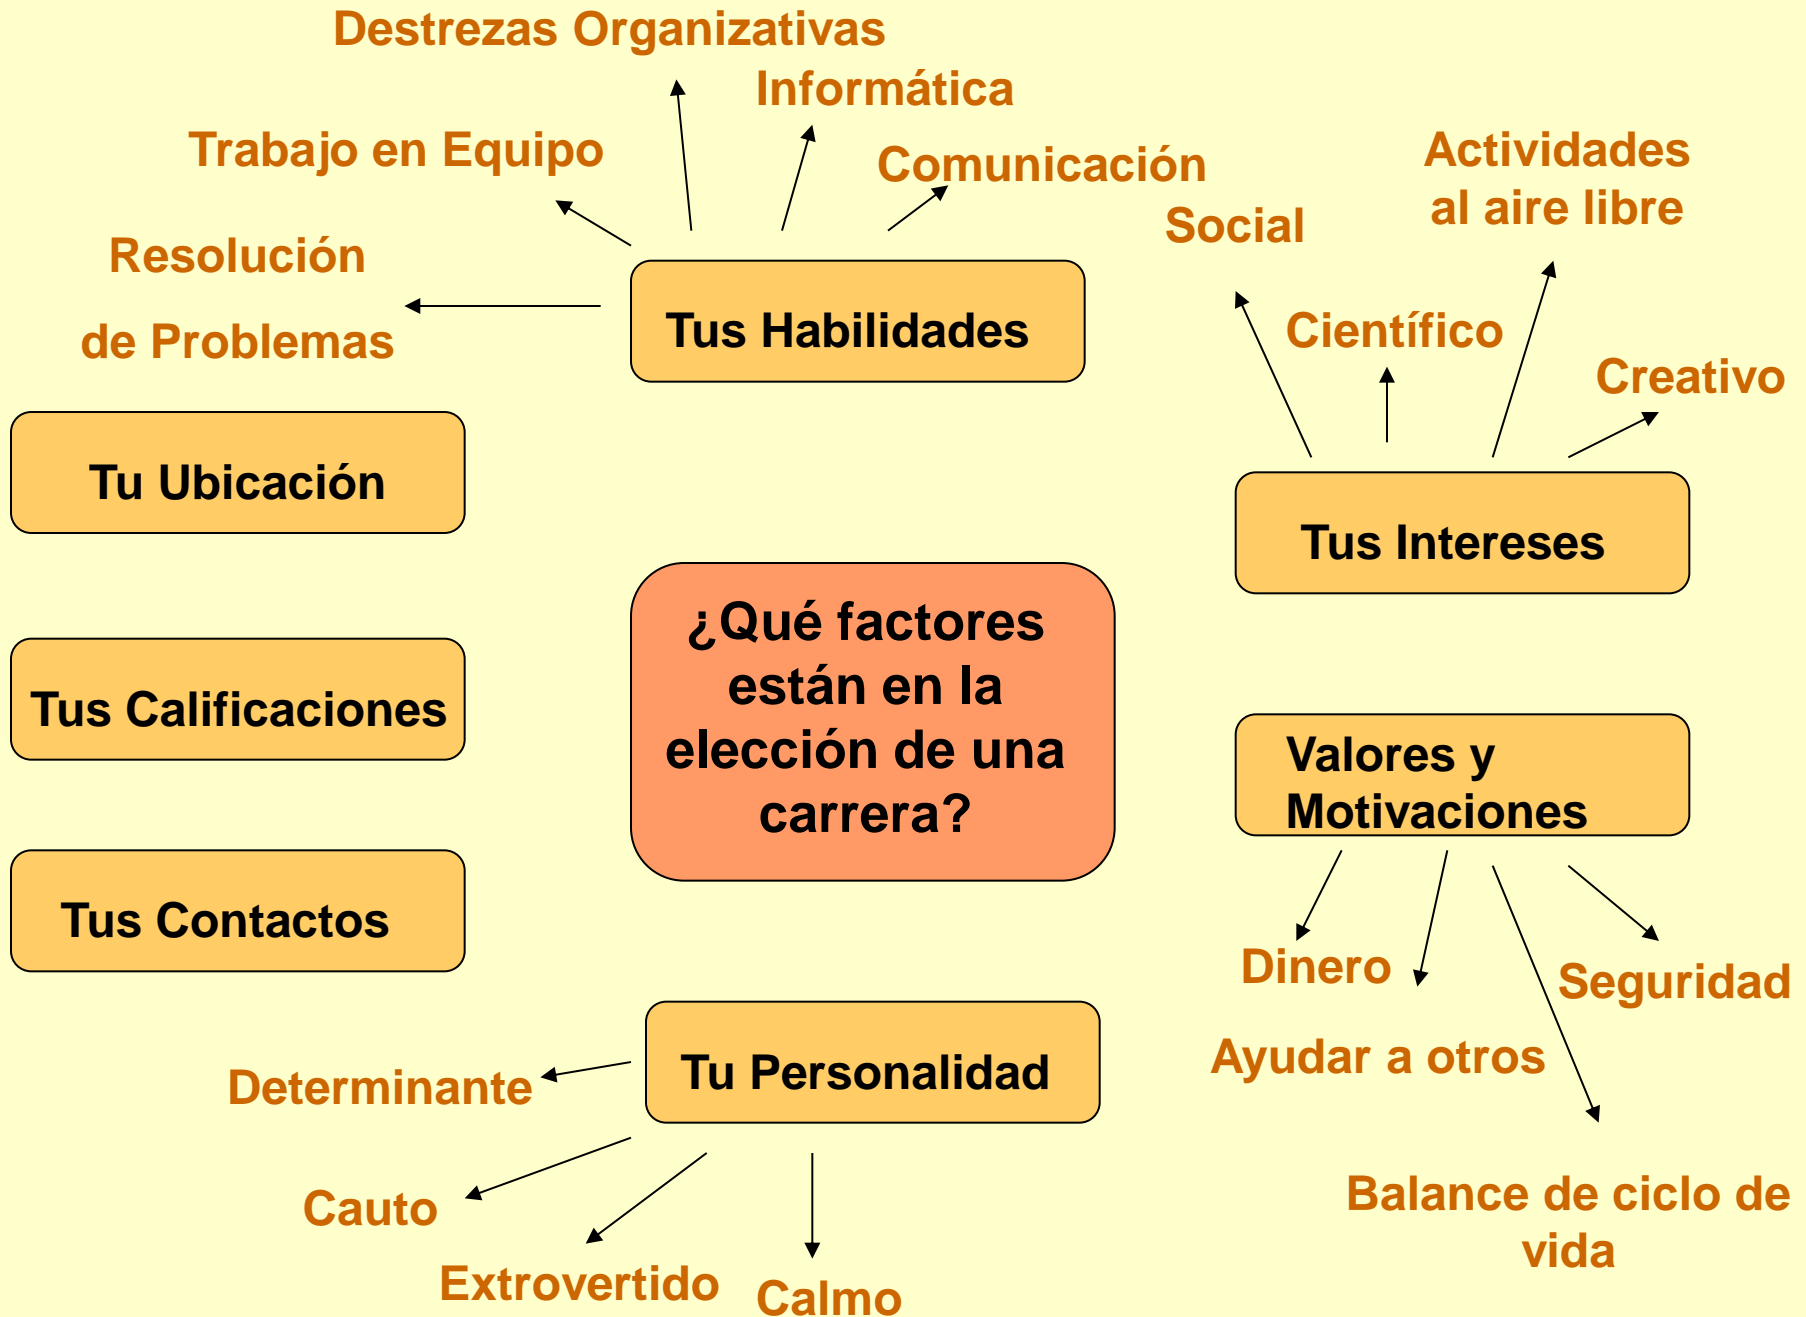 Destrezas Organizativas
Informática
Trabajo en Equipo
Comunicación
Resolución
de Problemas
Tus Habilidades
Social
Actividades
al aire libre
Científico
Creativo
Tus Intereses
Tu Ubicación
Tus Calificaciones
Tus Contactos
¿Qué factores
están en la
elección de una
carrera?
Valores y
Motivaciones
Dinero
Seguridad
Ayudar a otros
Balance de ciclo de
vida
Tu Personalidad
Determinante
Cauto
Extrovertido
Calmo